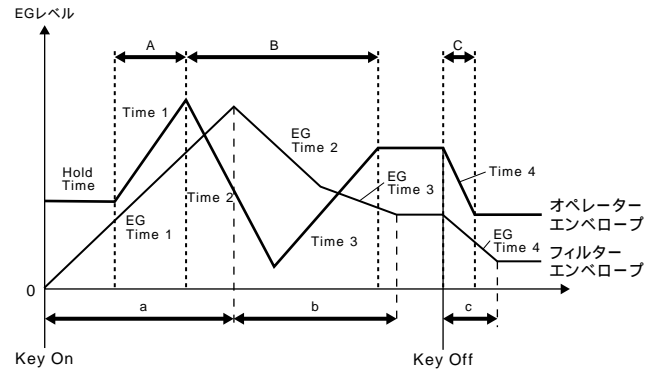 EGレベル
A
B
C
Time 1
EG
Time 2
Hold
Time
Time 4
EG
Time 3
Time 2
オペレーター
エンベロープ
EG
Time 1
Time 3
EG
Time 4
フィルター
エンベロープ
0
a
b
c
Key On
Key Off